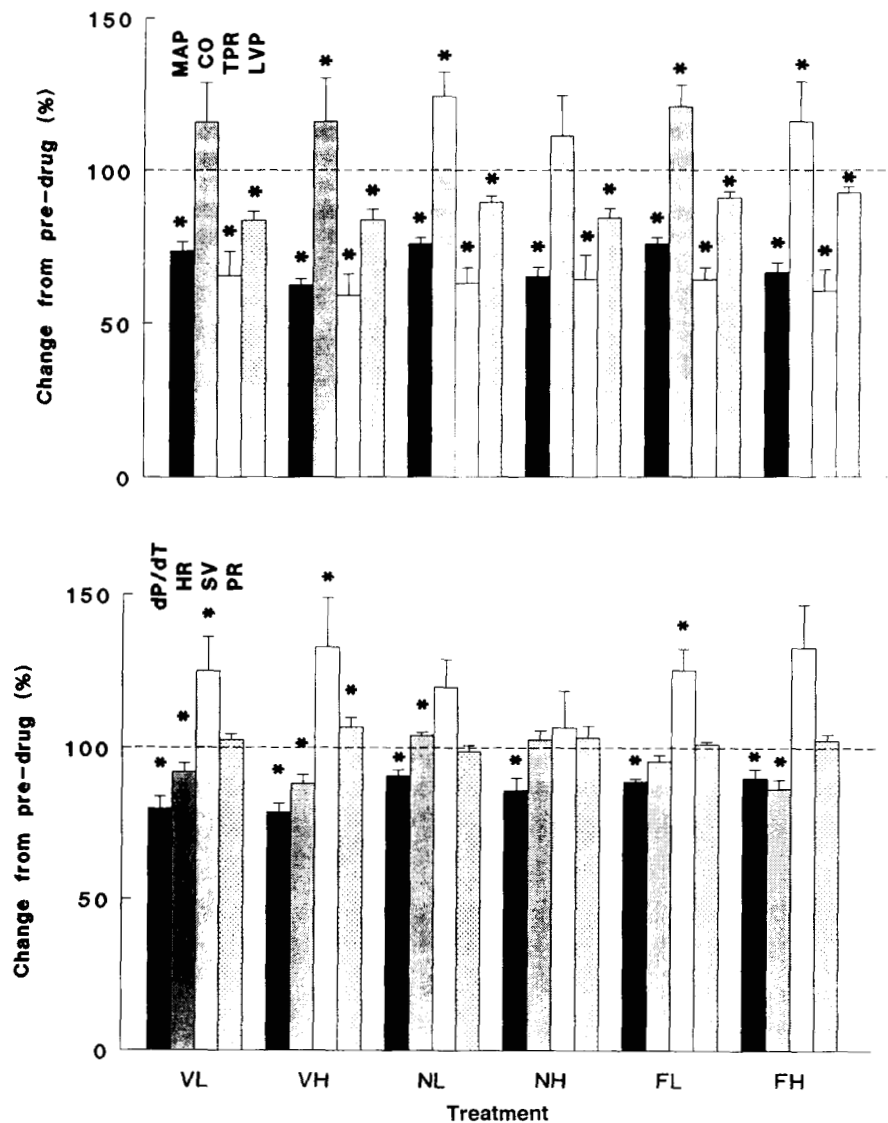 150
100
50
0
Change from pre-drug (%)
MAP
CO
TPR
LVP
* * * * *
* * * * * * * * * * * * * * * * *
150
100
50
0
Change from pre-drug (%)
dP/dT
HR
SV
PR
* * * * * * * * * * * * * *
VL VH NL NH FL FH
Treatment